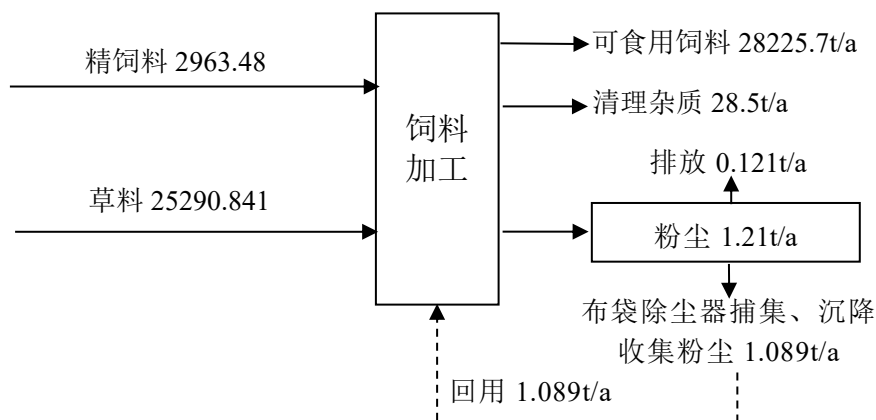 可食用饲料 28225.7t/a
精饲料 2963.48
清理杂质 28.5t/a
饲料
加工
排放 0.121t/a
草料 25290.841
粉尘 1.21t/a
布袋除尘器捕集、沉降
收集粉尘 1.089t/a
回用 1.089t/a